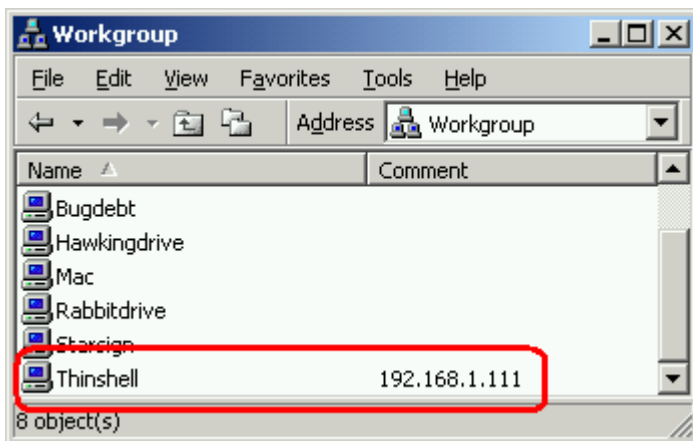 Workgroup
File Edit View Favorites Tools Help
Address Workgroup
Name Comment
Bugdebt
Hawkingdrive
Mac
Rabbitdrive
Starsign
Thinshell 192.168.1.111
8 object(s)